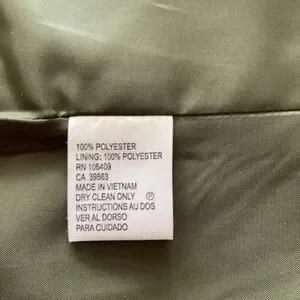 100% POLYESTER
LINING: 100% POLYESTER
RN 106409
CA 39863
MADE IN VIETNAM
DRY CLEAN ONLY Ⓟ
INSTRUCTIONS AU DOS
VER AL DORSO
PARA CUIDADO